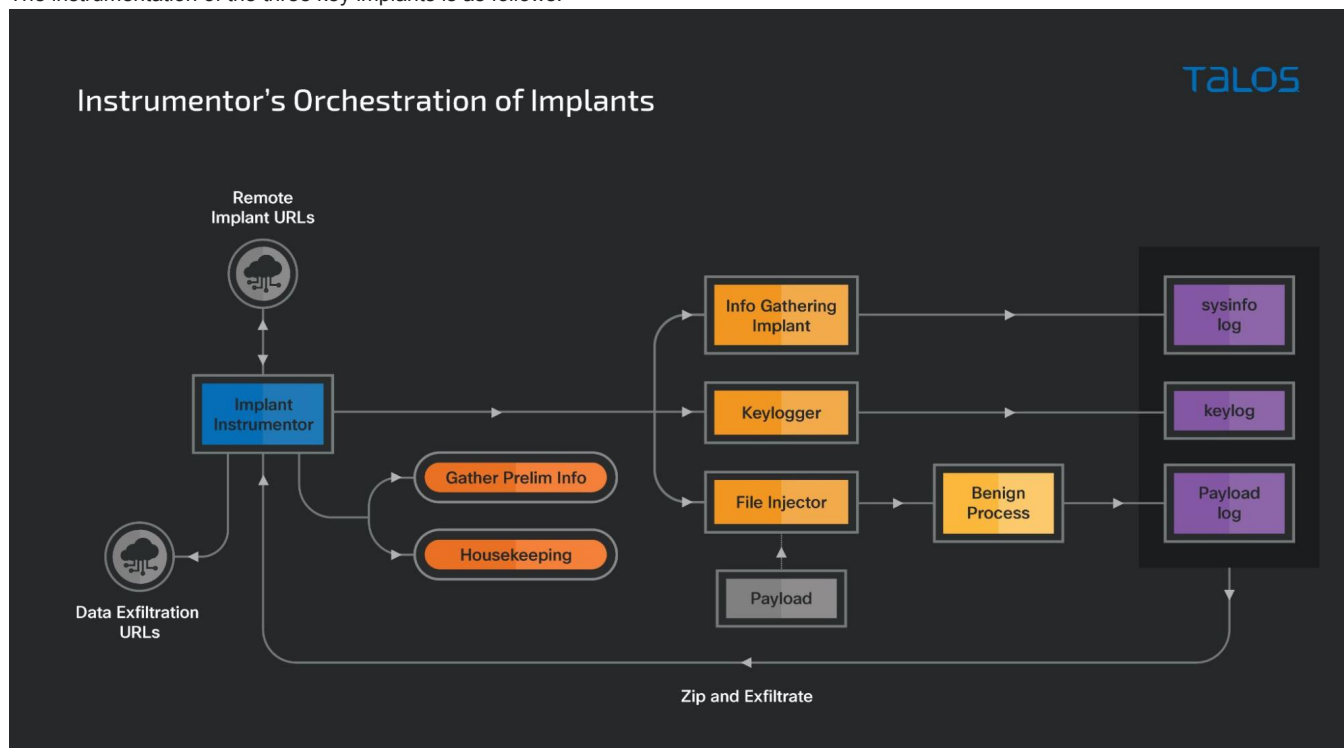 The instrumentation of the three key implants is as follows:
TALOS
Instrumentor's Orchestration of Implants
Remote
Implant URLs
Info Gathering
Implant
sysinfo
log
Implant
Instrumentor
Keylogger
keylog
Gather Prelim Info
File Injector
Benign
Process
Payload
log
Housekeeping
Payload
Data Exfiltration
URLs
Zip and Exfiltrate